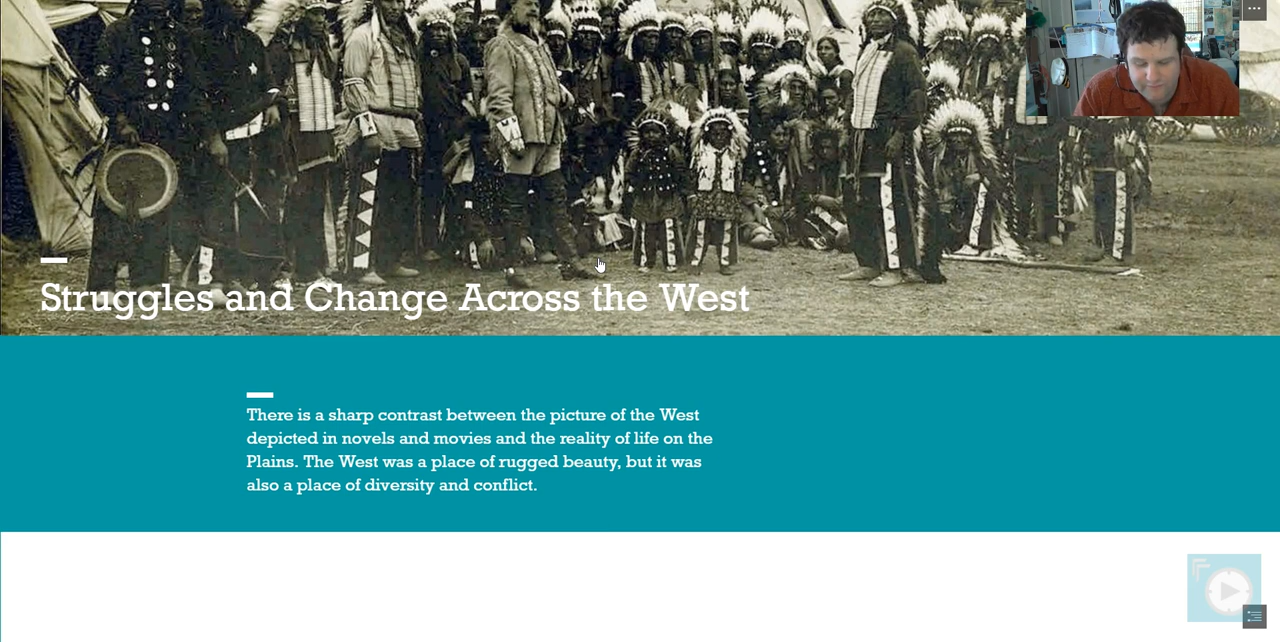 Struggles and Change Across the West
There is a sharp contrast between the picture of the West
depicted in novels and movies and the reality of life on the
Plains. The West was a place of rugged beauty, but it was
also a place of diversity and conflict.